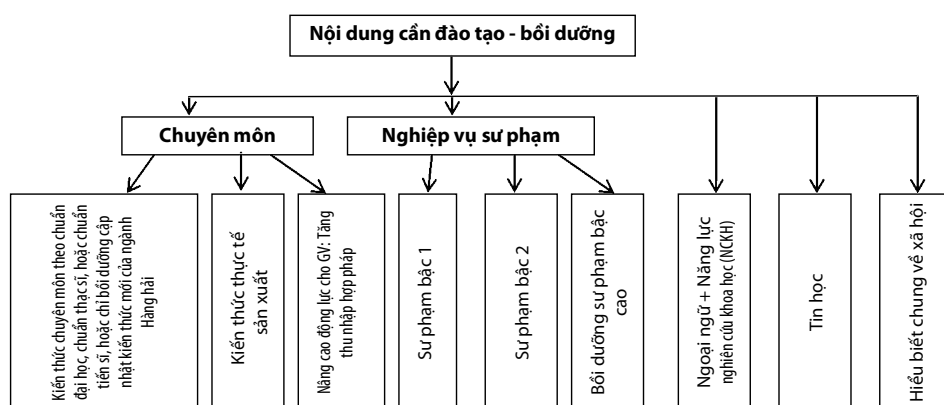 Nội dung cần đào tạo - bồi dưỡng
Chuyên môn
Nghiệp vụ sư phạm
Kiến thức chuyên môn theo chuẩn
đại học, chuẩn thạc sĩ, hoặc chuẩn
tiến sĩ, hoặc chỉ bồi dưỡng cập
nhật kiến thức mới của ngành
Hàng hải
Kiến thức thực tế
sản xuất
Nâng cao động lực cho GV: Tăng
thu nhập hợp pháp
Sư phạm bậc 1
Sư phạm bậc 2
Bồi dưỡng sư phạm bậc
cao
Ngoại ngữ + Năng lực
nghiên cứu khoa học (NCKH)
Tin học
Hiểu biết chung về xã hội